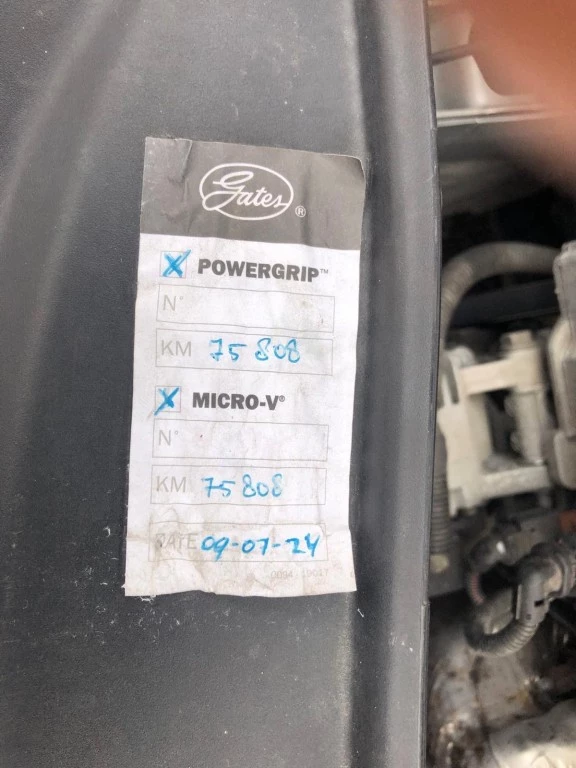 Gates®
X POWERGRIP™
N°
KM 75 808
X MICRO-V®
N°
KM 75 808
DATE 09-07-24